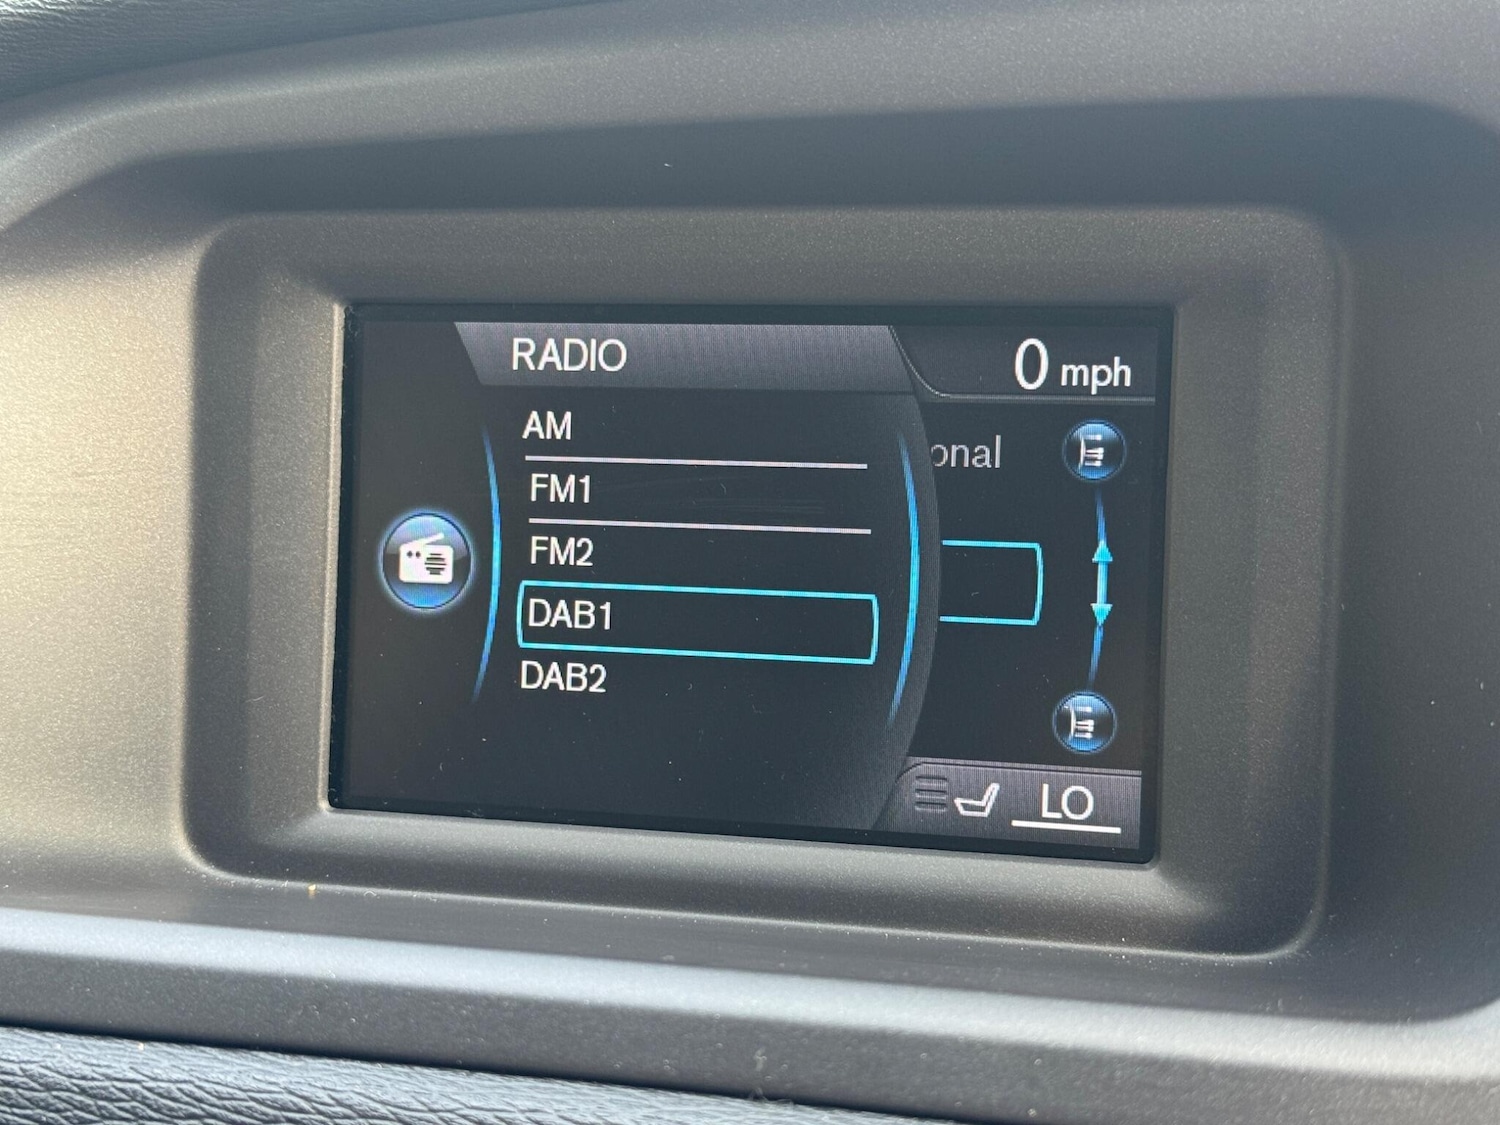 RADIO
0 mph
AM
onal
FM1
FM2
DAB1
DAB2
LO